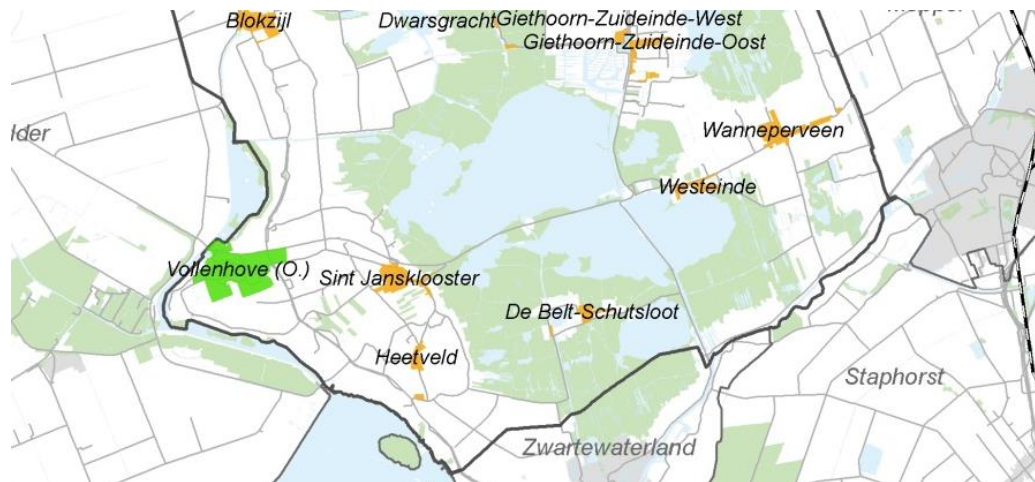 Blokzijl
Dwarsgracht
Giethoorn-Zuideinde-West
Giethoorn-Zuideinde-Oost
Wanneperveen
Westeinde
Vollenhove (O.)
Sint Jansklooster
De Belt-Schutsloot
Heetveld
Staphorst
Zwartewaterland